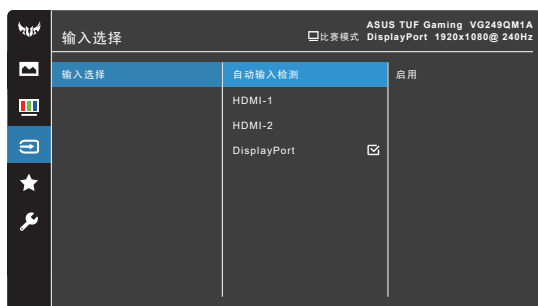 ASUS TUF Gaming VG249QM1A
输入选择
比赛模式 DisplayPort 1920x1080@ 240Hz
输入选择 自动输入检测 启用
HDMI-1
HDMI-2
DisplayPort